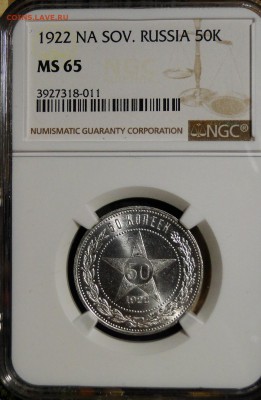 COINS.LAVE.RU
1922 NA SOV. RUSSIA 50K
MS 65
3927318-011
NUMISMATIC GUARANTY CORPORATION
NGC
50 КОПЕЕК
50
1922